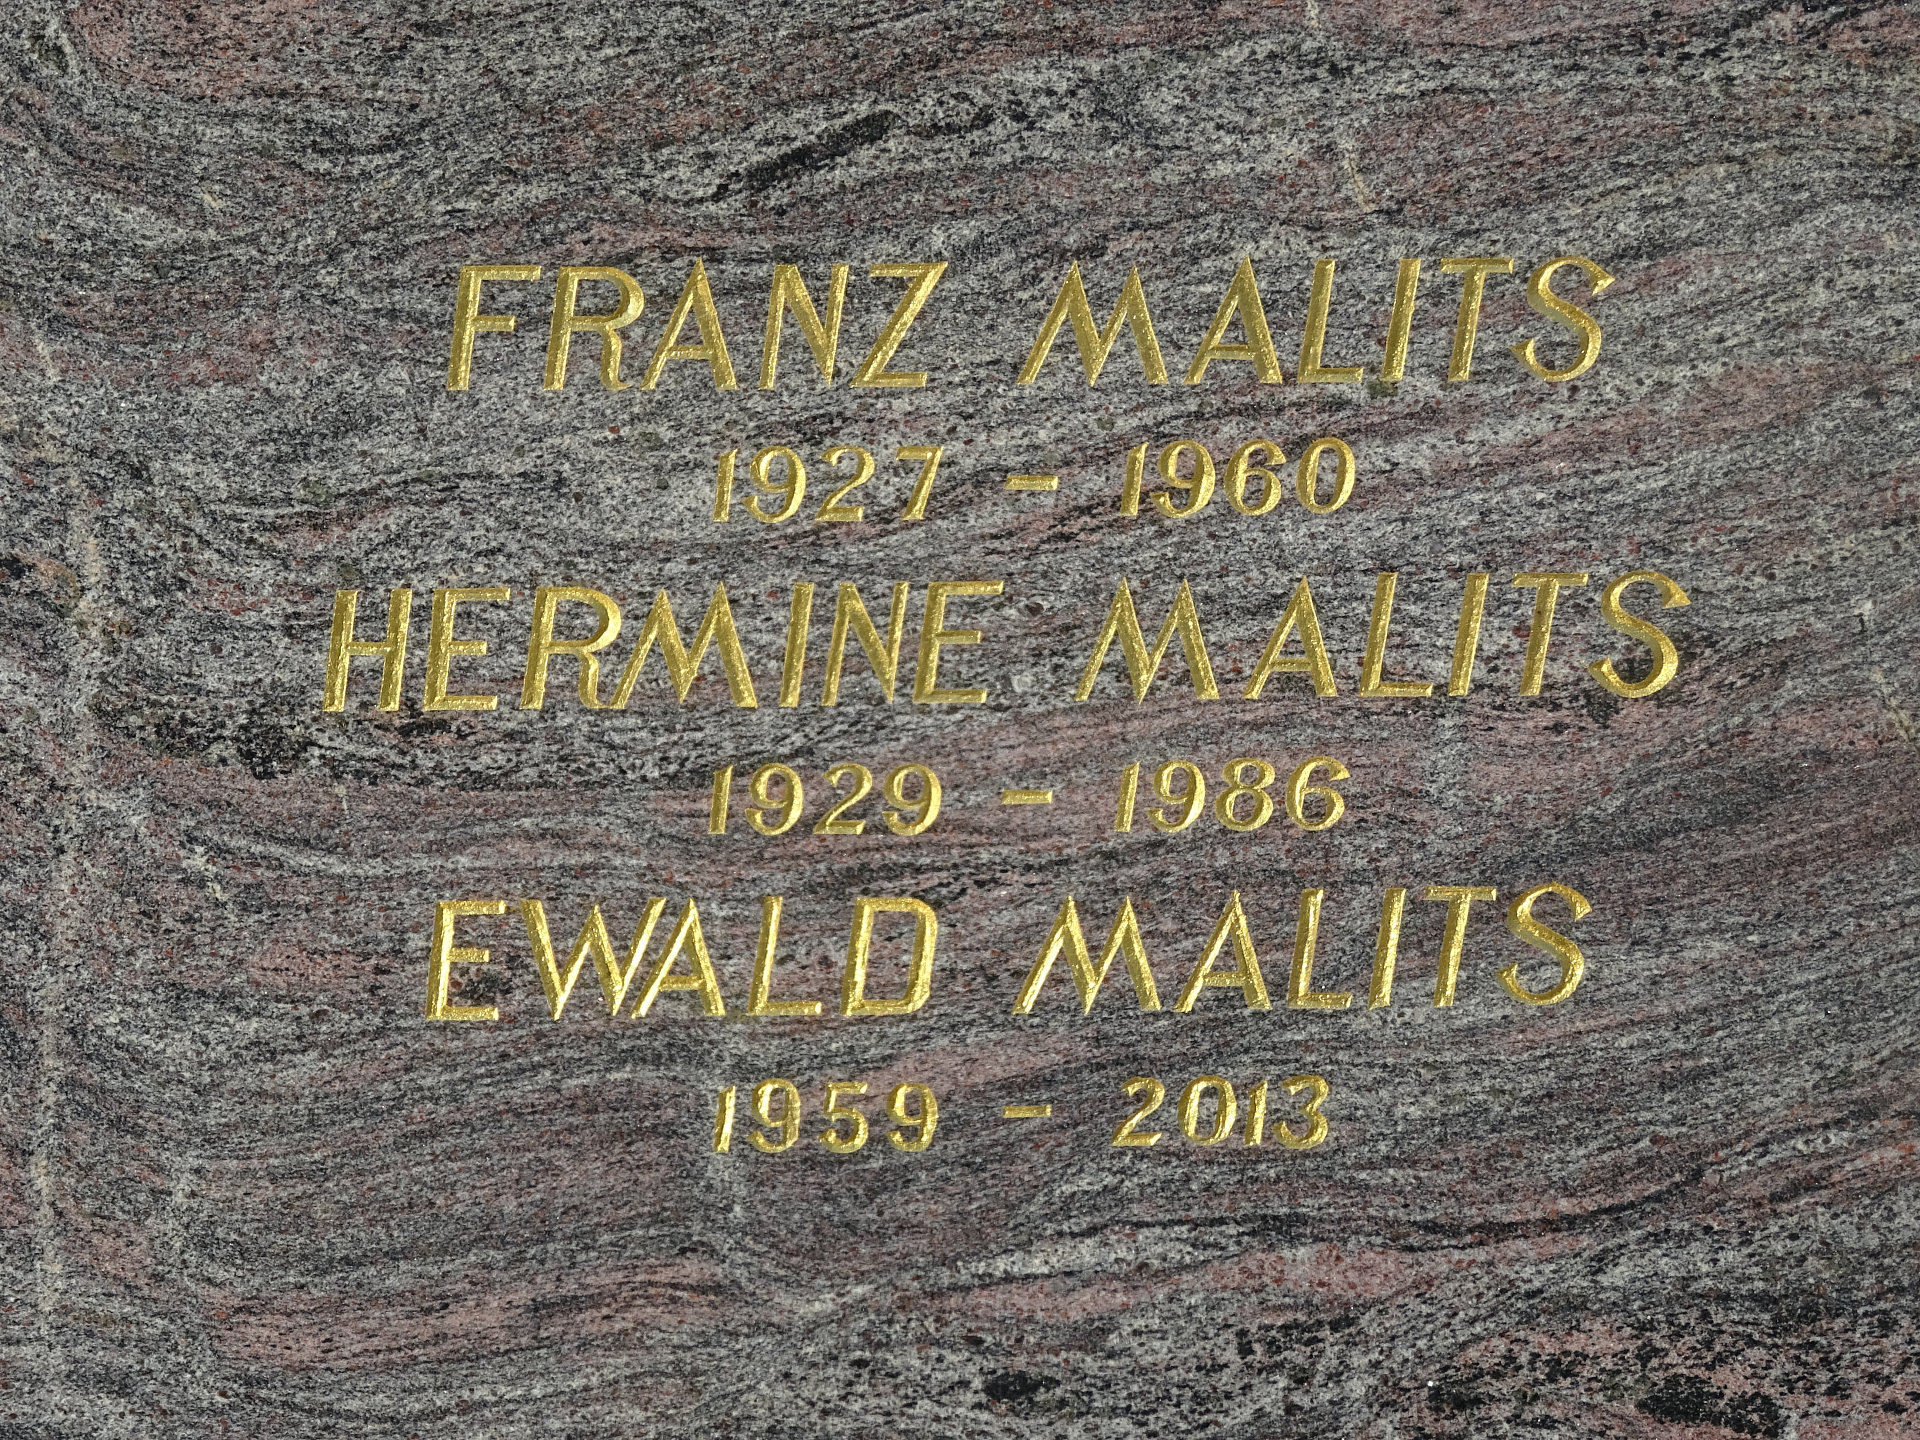 FRANZ MALITS
1927 - 1960
HERMINE MALITS
1929 - 1986
EWALD MALITS
1959 - 2013